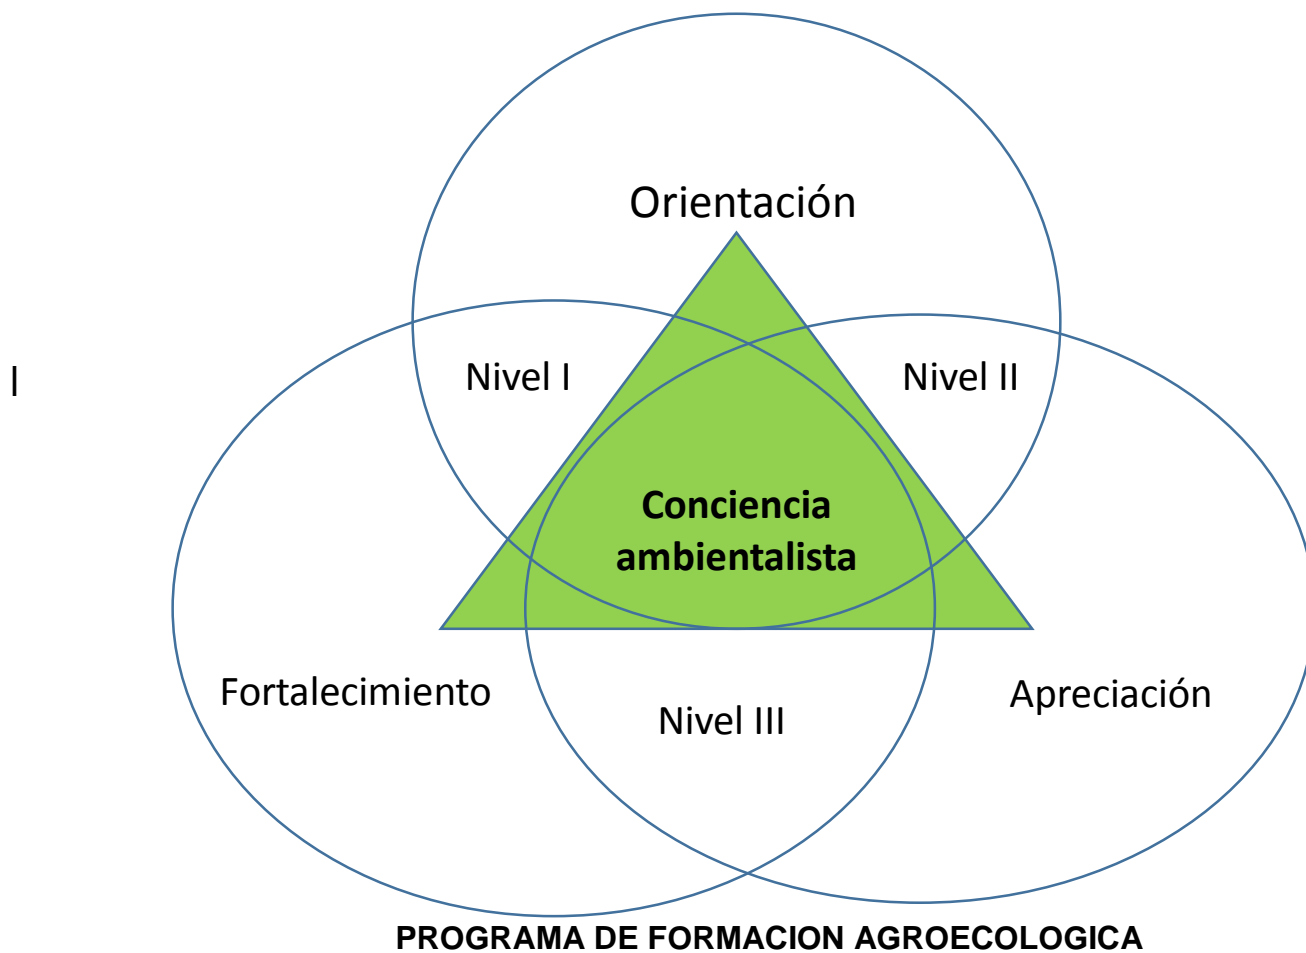 Orientación
Nivel I
Nivel II
l
Conciencia
ambientalista
Fortalecimiento
Apreciación
Nivel III
PROGRAMA DE FORMACION AGROECOLOGICA